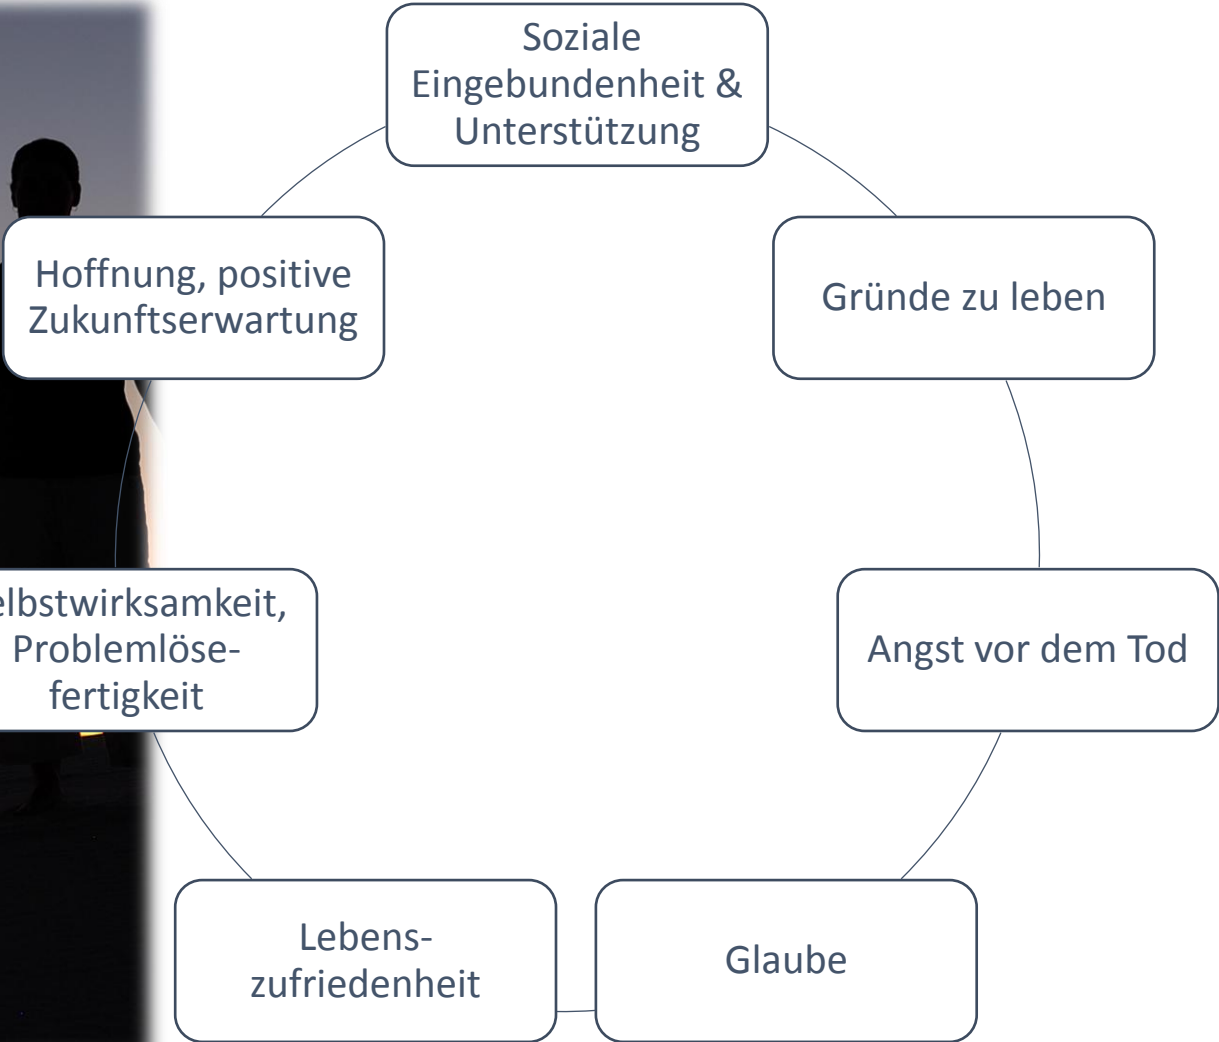 Soziale
Eingebundenheit &
Unterstützung
Hoffnung, positive
Zukunftserwartung
Gründe zu leben
elbstwirksamkeit,
Problemlöse-
fertigkeit
Angst vor dem Tod
Lebens-
zufriedenheit
Glaube